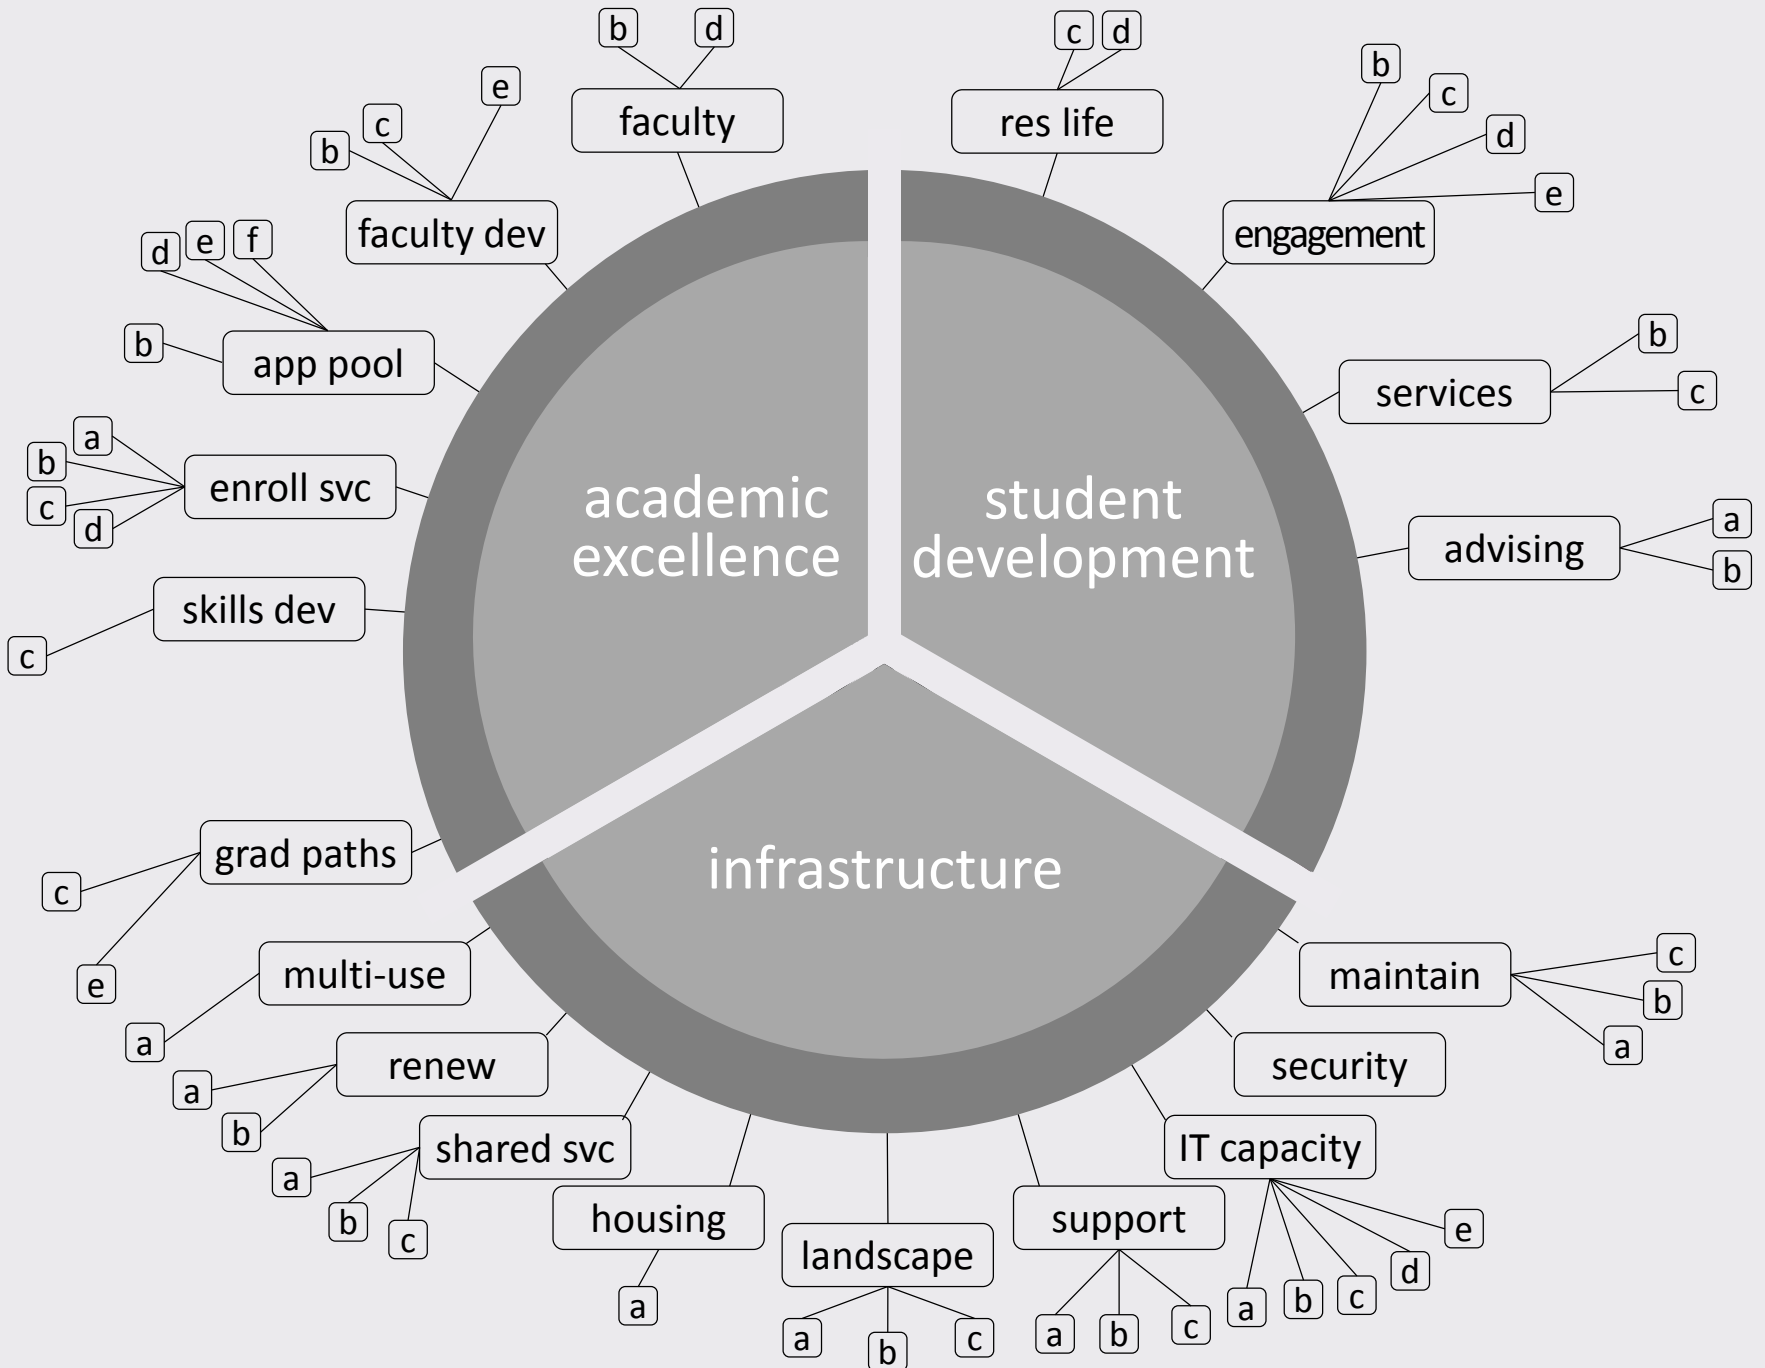 b
d
faculty
b
c
e
faculty dev
d
e
f
b
app pool
a
b
c
d
enroll svc
c
skills dev
c
e
grad paths
academic
excellence
c
d
res life
b
c
d
e
engagement
b
c
services
a
b
advising
student
development
infrastructure
a
multi-use
a
b
renew
a
b
c
shared svc
housing
a
landscape
a
b
c
support
a
b
c
IT capacity
a
b
c
d
e
security
maintain
c
b
a